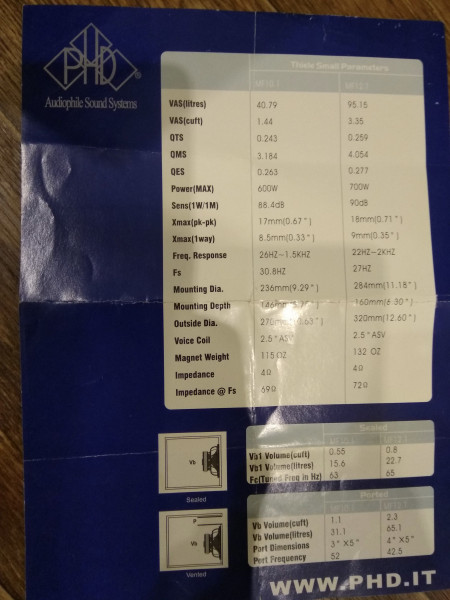 PHD®
Audiophile Sound Systems
Thiele Small Parameters
VAS(litres) 40.79 95.15
VAS(cuft) 1.44 3.35
QTS 0.243 0.259
QMS 3.184 4.054
QES 0.263 0.277
Power(MAX) 600W 700W
Sens(1W/1M) 88.4dB 90dB
Xmax(pk-pk) 17mm(0.67") 18mm(0.71")
Xmax(1way) 8.5mm(0.33") 9mm(0.35")
Freq. Response 26HZ-1.5KHZ 22HZ-2KHZ
Fs 30.8HZ 27HZ
Mounting Dia. 236mm(9.29") 284mm(11.18")
Mounting Depth 160mm(6.30")
Outside Dia. 320mm(12.60")
Voice Coil 2.5"ASV 2.5"ASV
Magnet Weight 115 OZ 132 OZ
Impedance 4Ω 4Ω
Impedance @ Fs 69Ω 72Ω
Sealed
Vb1 Volume(cuft) 0.55 0.8
Vb1 Volume(litres) 15.6 22.7
Fc(Tuned Freq in Hz) 63 65
Vb
Sealed
Ported
Vb Volume(cuft) 1.1 2.3
Vb Volume(litres) 31.1 65.1
Port Dimensions 3" X5" 4" X5"
Port Frequency 52 42.5
P
Vb
Vented
WWW.PHD.IT